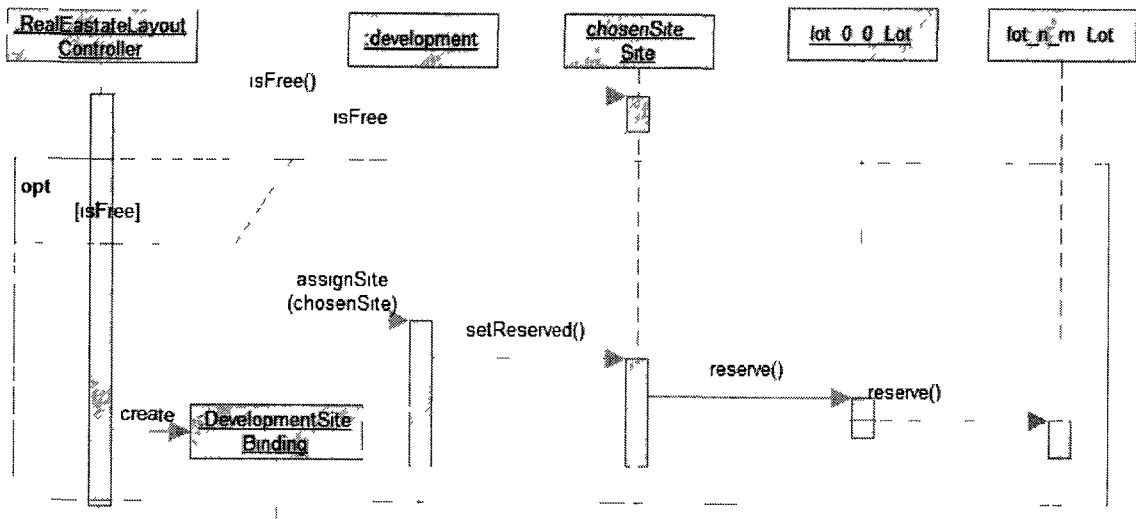 :RealEastateLayout
Controller
:development
chosenSite
Site
lot_0_0 Lot
lot_n_m Lot
isFree()
isFree
opt
[isFree]
assignSite
(chosenSite)
setReserved()
reserve()
reserve()
create
DevelopmentSite
Binding